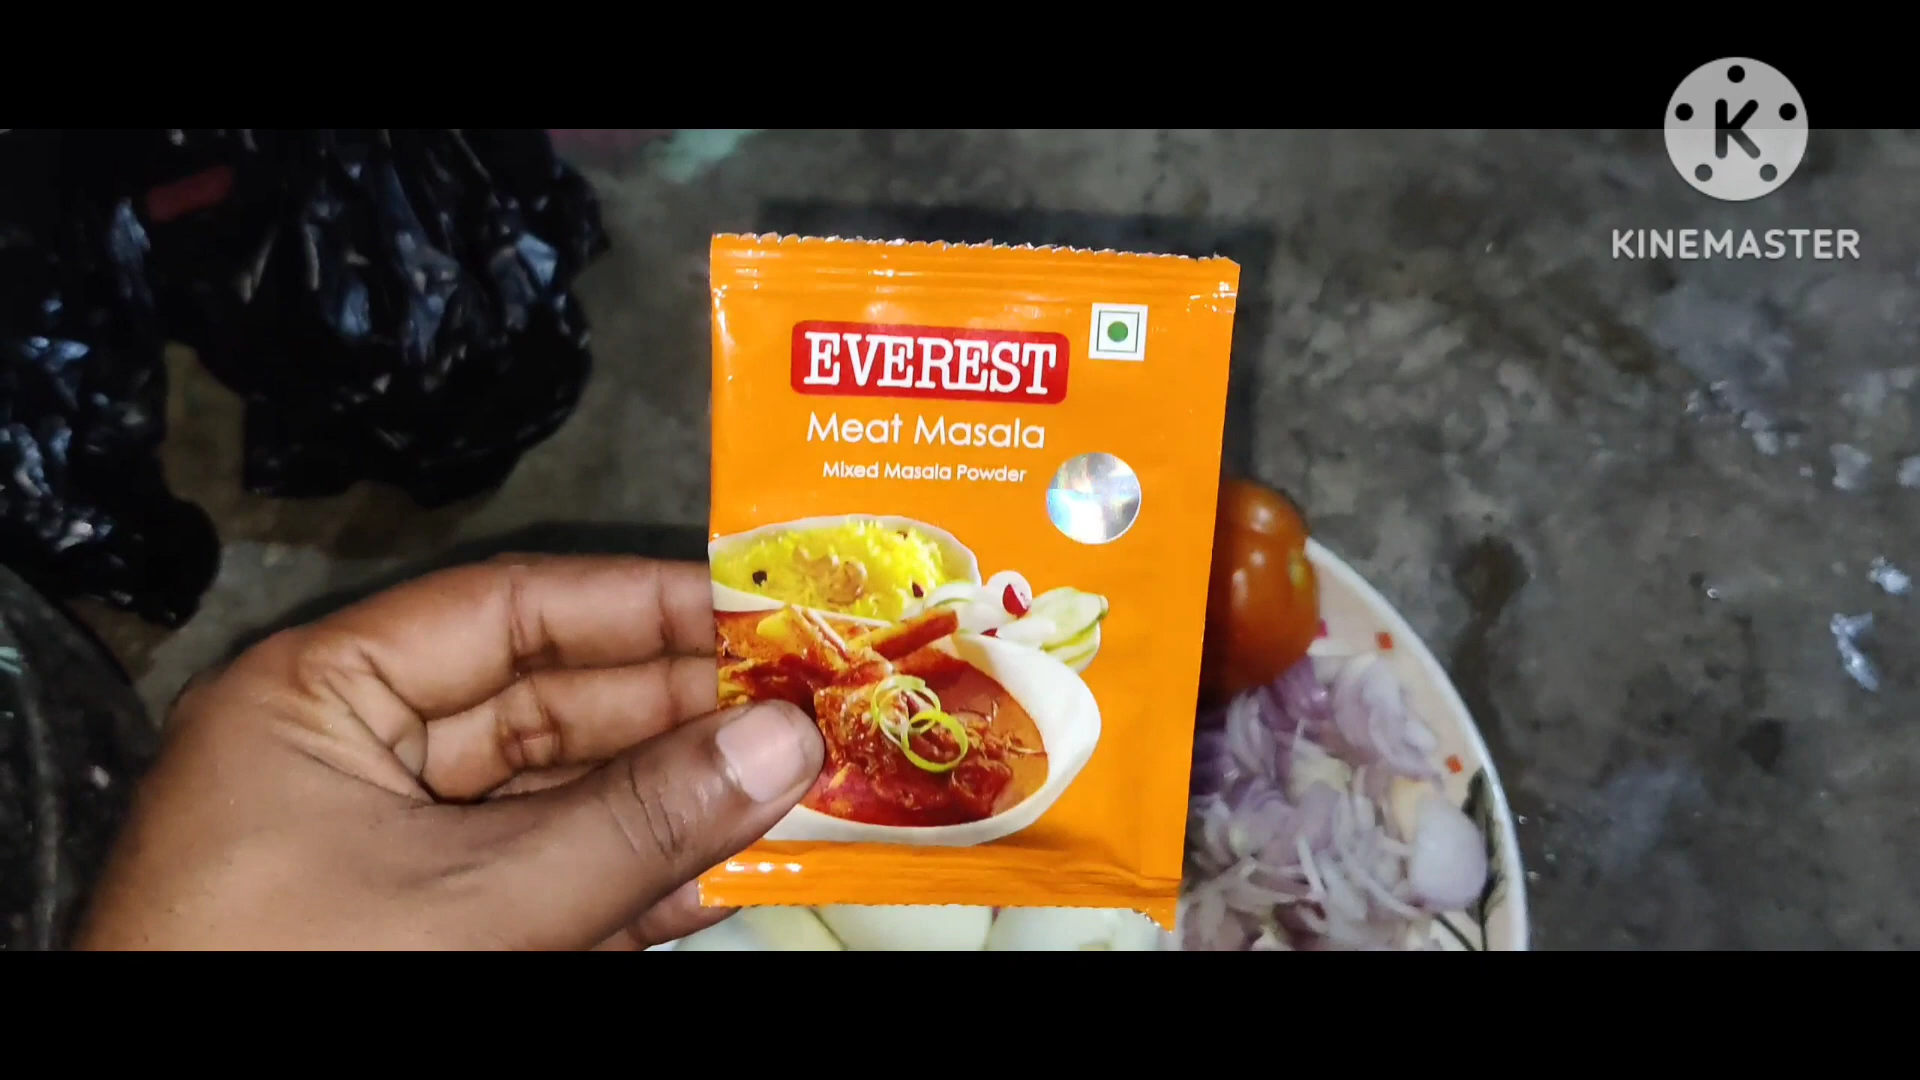 K
KINEMASTER
EVEREST
Meat Masala
Mixed Masala Powder